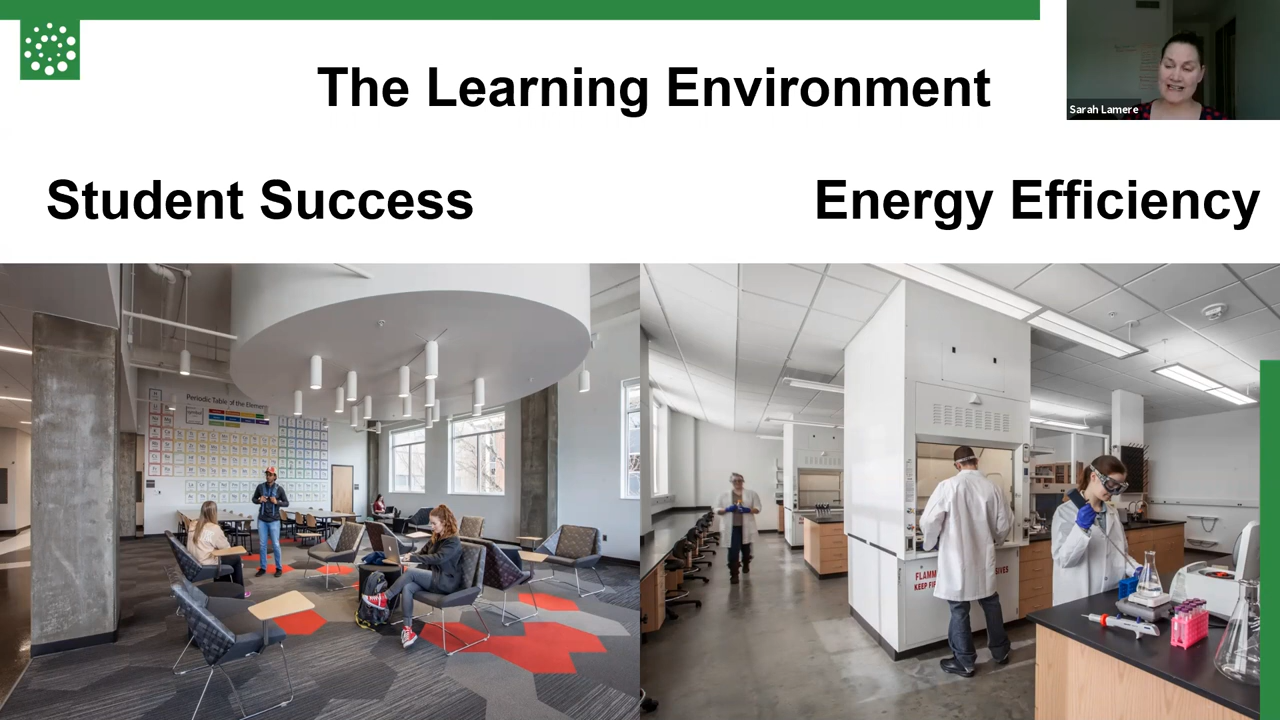 The Learning Environment
Sarah Lamere
Student Success
Energy Efficiency
Periodic Table of the Elements
FLAMM
KEEP FI